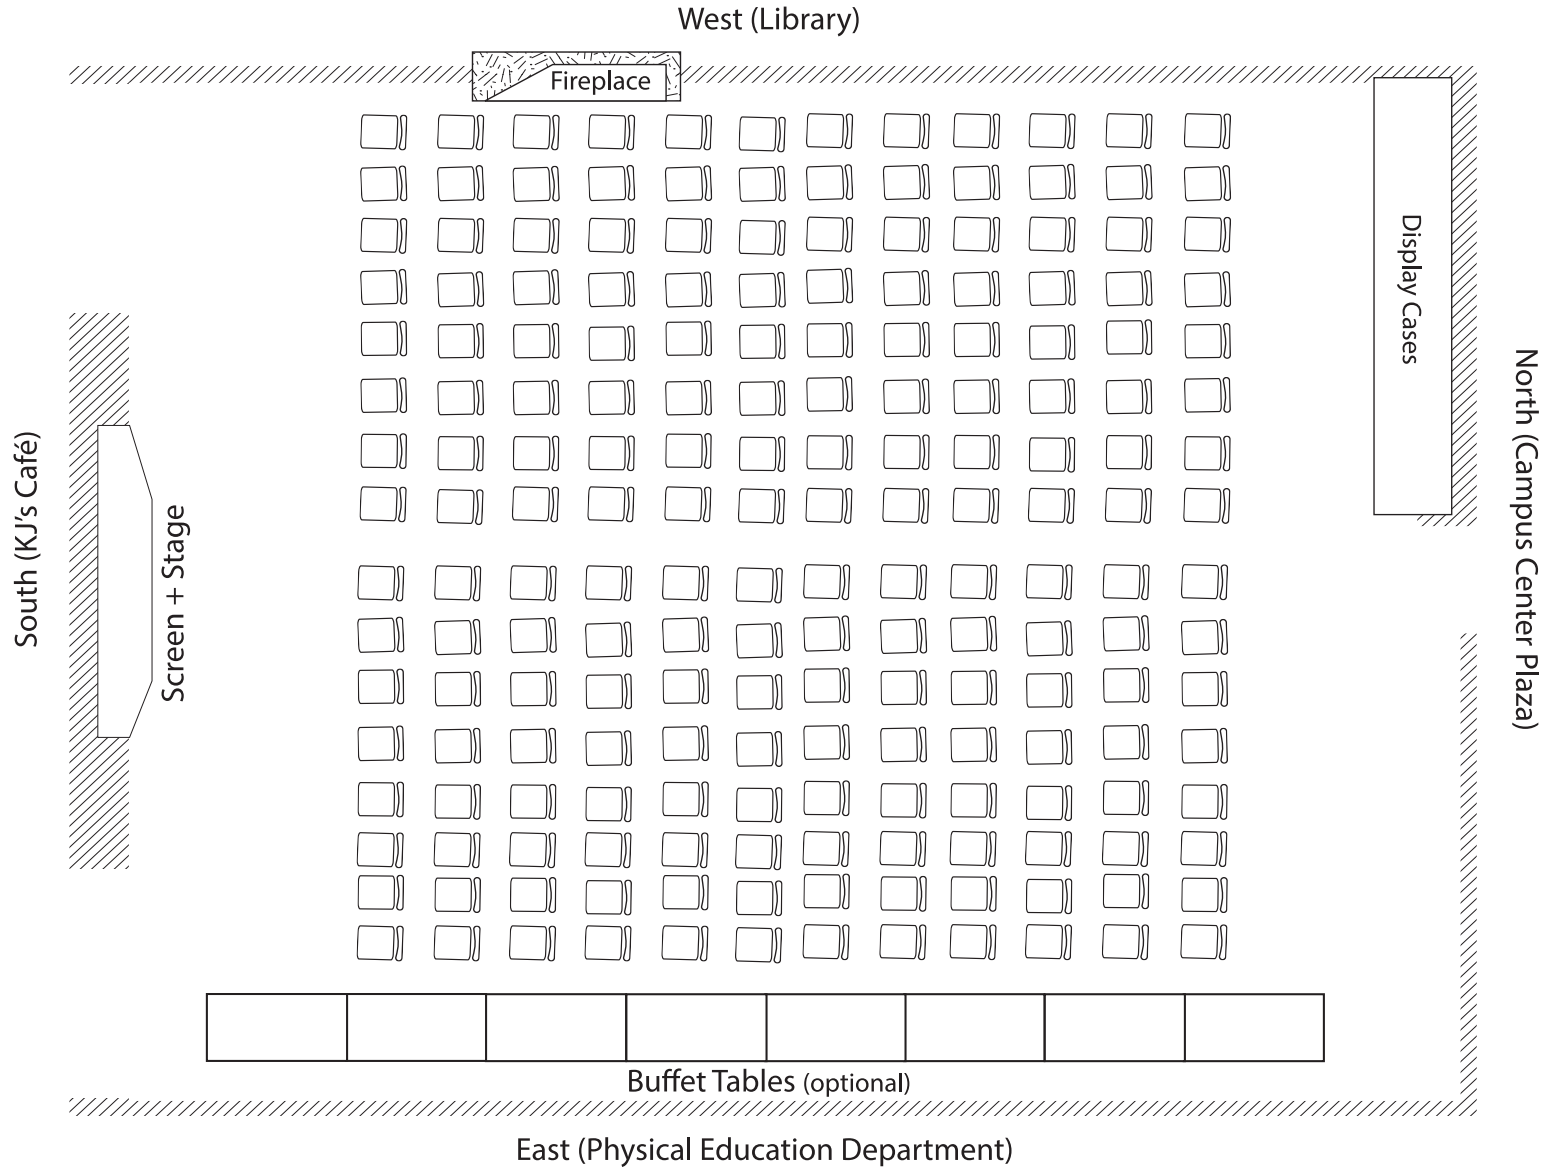 West (Library)
Fireplace
Display Cases
North (Campus Center Plaza)
South (KJ's Café)
Screen + Stage
Buffet Tables (optional)
East (Physical Education Department)